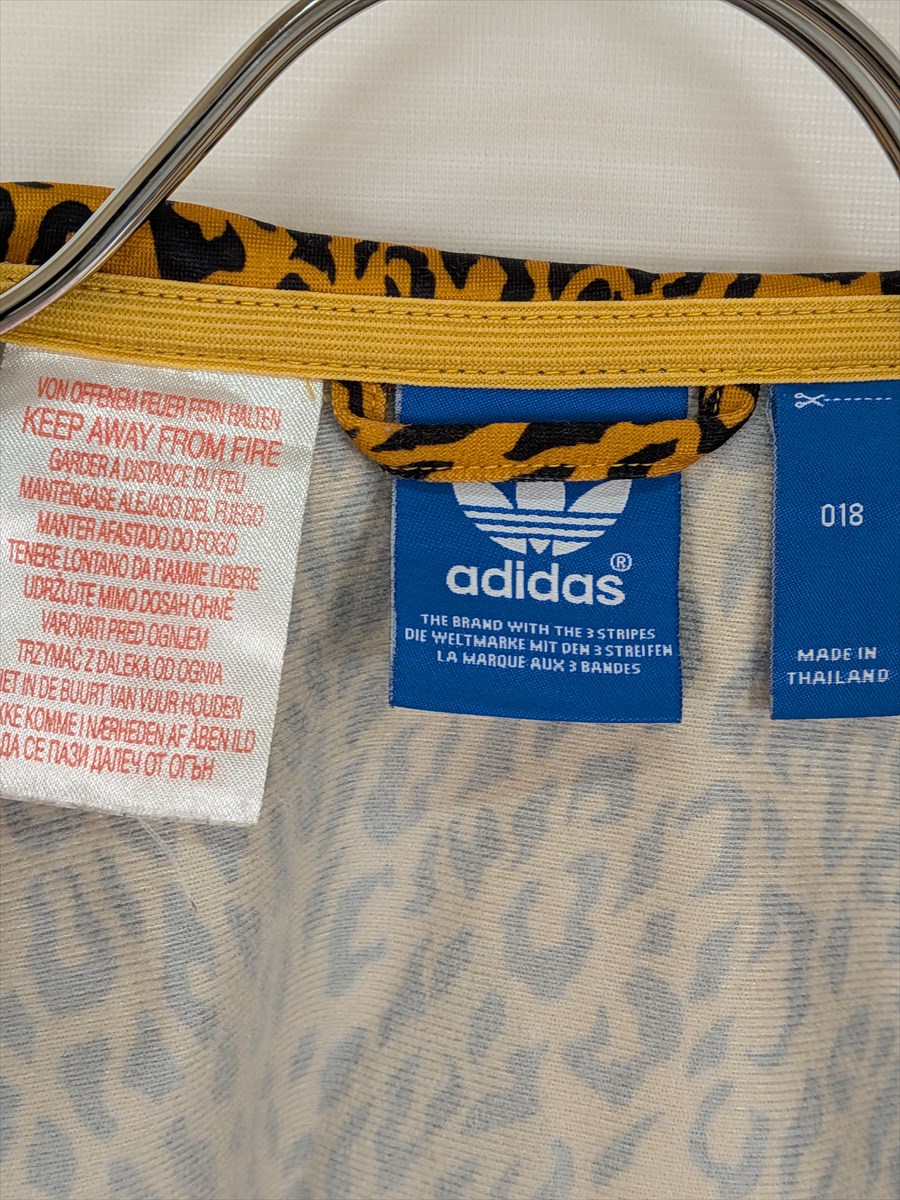 VON OFFENEM FEUER FERN HALTEN
KEEP AWAY FROM FIRE
GARDER A DISTANCE DU FEU
MANTENGASE ALEJADO DEL FUEGO
MANTER AFASTADO DO FOGO
TENERE LONTANO DA FIAMME LIBERE
UDRŽUJTE MIMO DOSAH OHNĚ
VAROVATI PRED OGNJEM
TRZYMAĆ Z DALEKA OD OGNIA
IET IN DE BUURT VAN VUUR HOUDEN
KKE KOMME I NÆRHEDEN AF ÅBEN ILD
ДА СЕ ПАЗИ ДАЛЕЧ ОТ ОГЪН
adidas®
THE BRAND WITH THE 3 STRIPES
DIE WELTMARKE MIT DEN 3 STREIFEN
LA MARQUE AUX 3 BANDES
018
MADE IN
THAILAND